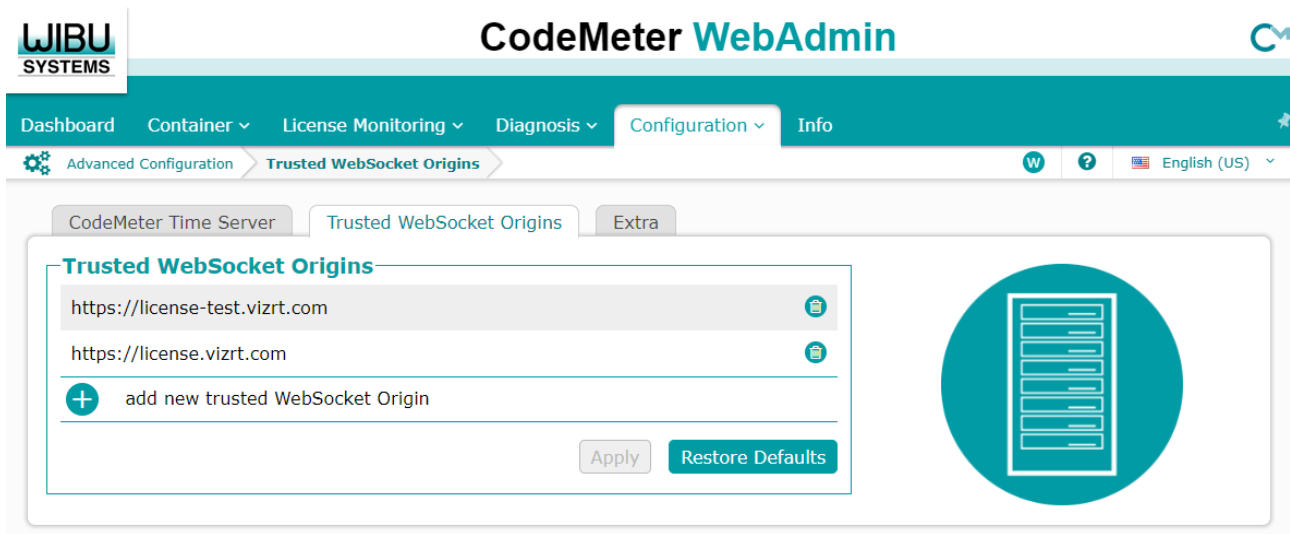 WIBU
SYSTEMS
CodeMeter WebAdmin
Dashboard Container License Monitoring Diagnosis Configuration Info
Advanced Configuration Trusted WebSocket Origins W ? English (US)
CodeMeter Time Server Trusted WebSocket Origins Extra
Trusted WebSocket Origins
https://license-test.vizrt.com
https://license.vizrt.com
add new trusted WebSocket Origin
Apply Restore Defaults